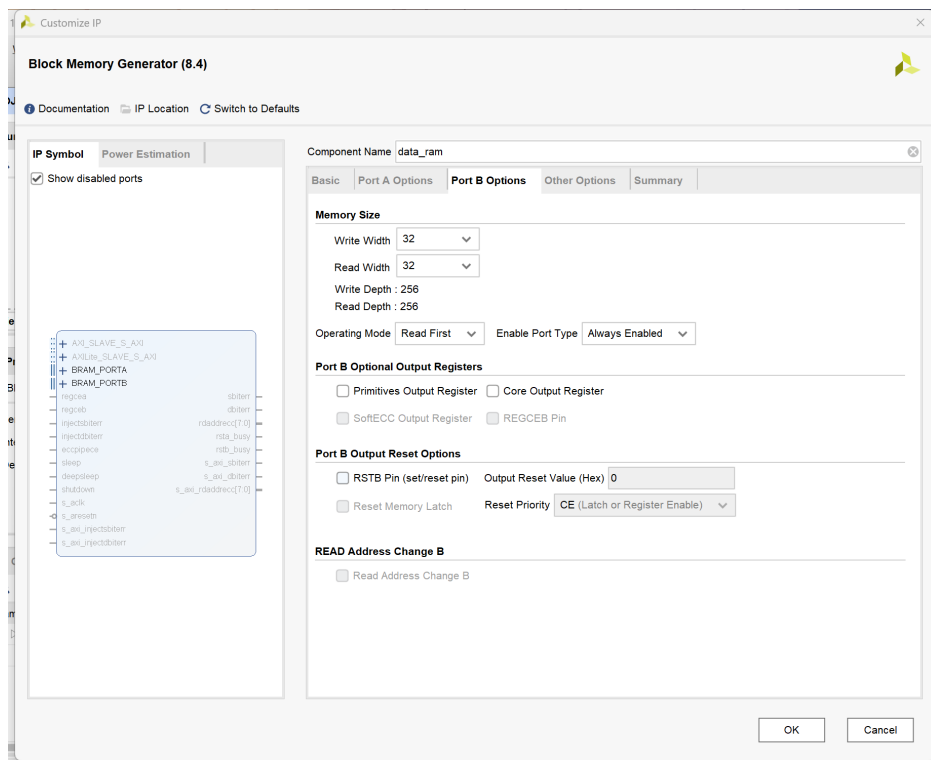 Customize IP
Block Memory Generator (8.4)
Documentation IP Location Switch to Defaults
IP Symbol Power Estimation
Show disabled ports
AXI_SLAVE_S_AXI
AXILite_SLAVE_S_AXI
BRAM_PORTA
BRAM_PORTB
regcea sbiterr
regceb dbiterr
injectsbiterr rdaddrecc[7:0]
injectdbiterr rsta_busy
eccpipece rstb_busy
sleep s_axi_sbiterr
deepsleep s_axi_dbiterr
shutdown s_axi_rdaddrecc[7:0]
s_aclk
s_aresetn
s_axi_injectsbiterr
s_axi_injectdbiterr
Component Name data_ram
Basic Port A Options Port B Options Other Options Summary
Memory Size
Write Width 32
Read Width 32
Write Depth : 256
Read Depth : 256
Operating Mode Read First Enable Port Type Always Enabled
Port B Optional Output Registers
Primitives Output Register Core Output Register
SoftECC Output Register REGCEB Pin
Port B Output Reset Options
RSTB Pin (set/reset pin) Output Reset Value (Hex) 0
Reset Memory Latch Reset Priority CE (Latch or Register Enable)
READ Address Change B
Read Address Change B
OK Cancel